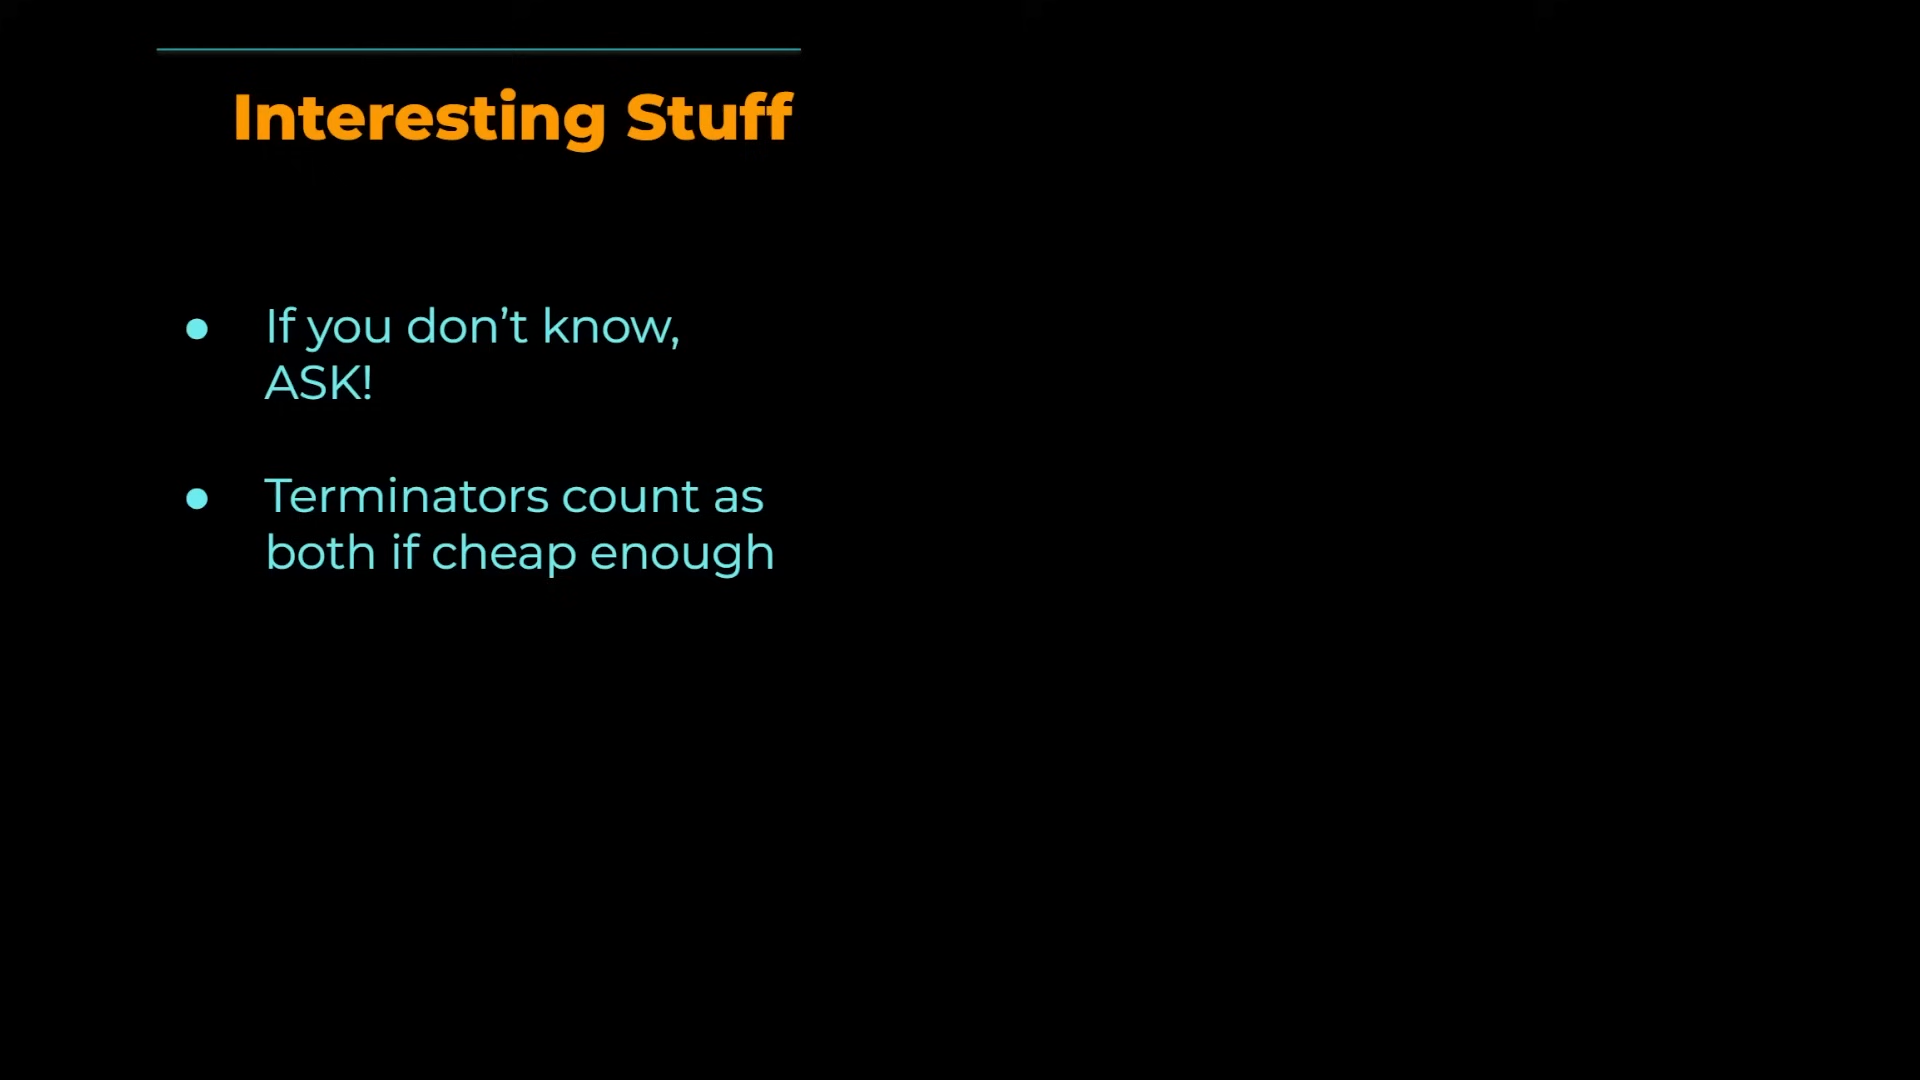 Interesting Stuff
● If you don’t know,
ASK!
● Terminators count as
both if cheap enough